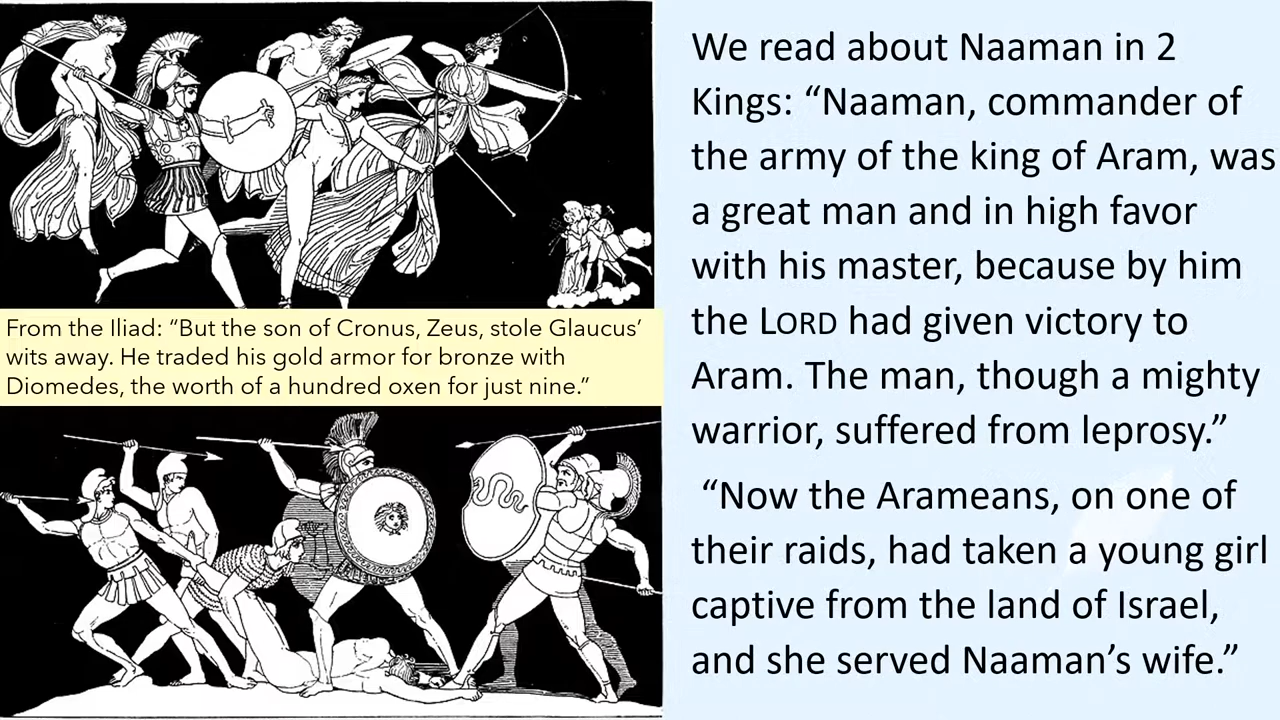 From the Iliad: “But the son of Cronus, Zeus, stole Glaucus’
wits away. He traded his gold armor for bronze with
Diomedes, the worth of a hundred oxen for just nine.”
We read about Naaman in 2
Kings: “Naaman, commander of
the army of the king of Aram, was
a great man and in high favor
with his master, because by him
the LORD had given victory to
Aram. The man, though a mighty
warrior, suffered from leprosy.”
“Now the Arameans, on one of
their raids, had taken a young girl
captive from the land of Israel,
and she served Naaman’s wife.”